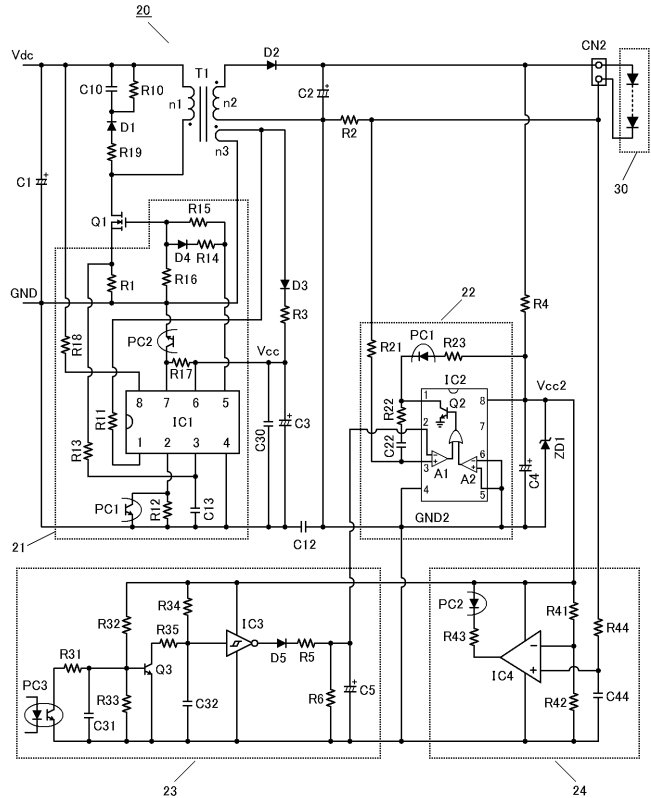 20
Vdc
T1
D2
CN2
C10
R10
n1
n2
C2
D1
R2
n3
R19
30
C1
Q1
R15
D4
R14
R1
R16
D3
22
GND
R3
R4
R18
PC2
R21
PC1
R23
Vcc
R17
IC2
Vcc2
8 7 6 5
1
Q2
8
IC1
R11
R22
2
7
R13
C30
C3
ZD1
1 2 3 4
C22
3
A1
A2
6
C4
4
5
PC1
R12
C13
GND2
21
C12
R34
IC3
PC2
R41
R32
R35
R43
R44
R31
D5
R5
IC4
Q3
PC3
R33
R6
C5
R42
C44
C31
C32
23
24